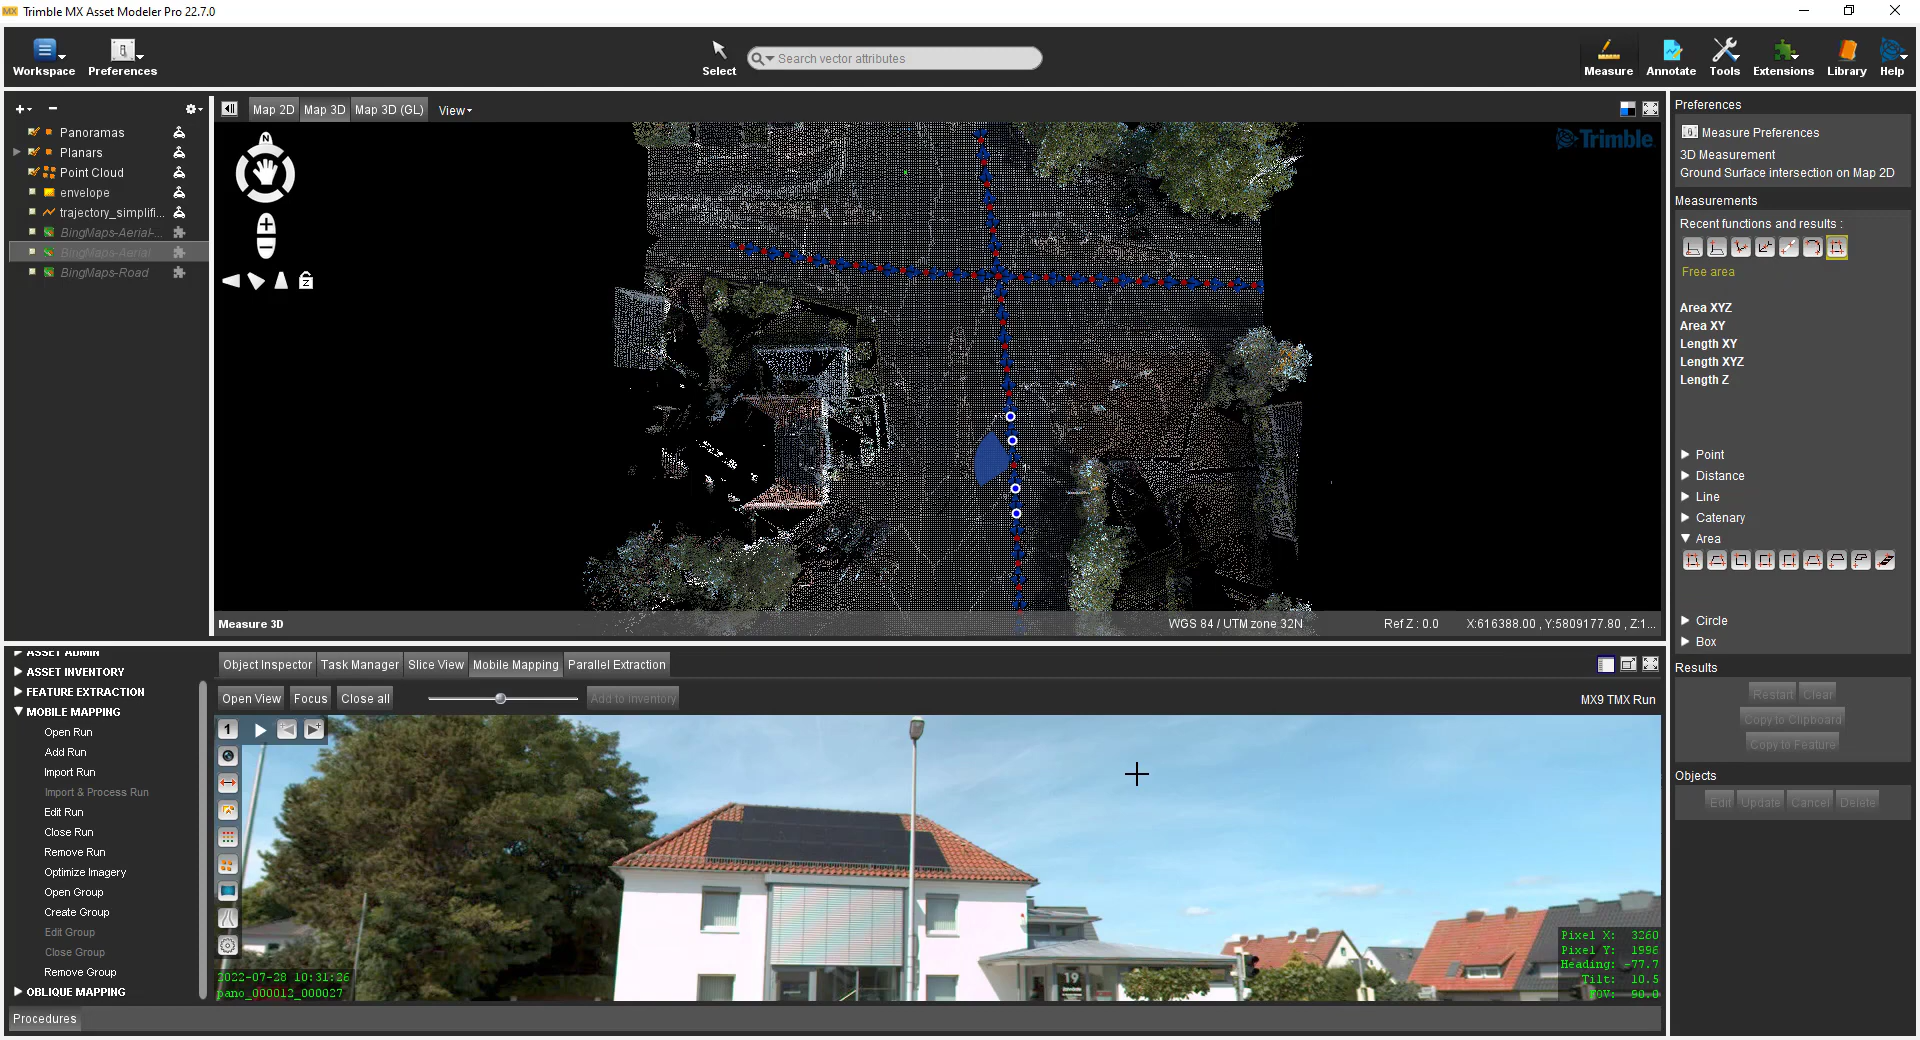 MX Trimble MX Asset Modeler Pro 22.7.0
Workspace
Preferences
Select
Search vector attributes
Measure
Annotate
Tools
Extensions
Library
Help
Panoramas
Planars
Point Cloud
envelope
trajectory_simplifi...
BingMaps-Aerial-...
BingMaps-Aerial
BingMaps-Road
Map 2D
Map 3D
Map 3D (GL)
View
N
Z
Trimble
Measure 3D
WGS 84 / UTM zone 32N
Ref Z : 0.0
X:616388.00 , Y:5809177.80 , Z:1...
Preferences
Measure Preferences
3D Measurement
Ground Surface intersection on Map 2D
Measurements
Recent functions and results :
Free area
Area XYZ
Area XY
Length XY
Length XYZ
Length Z
Point
Distance
Line
Catenary
Area
Circle
Box
Results
Restart
Clear
Copy to Clipboard
Copy to Feature
Objects
Edit
Update
Cancel
Delete
ASSET ADMIN
ASSET INVENTORY
FEATURE EXTRACTION
MOBILE MAPPING
Open Run
Add Run
Import Run
Import & Process Run
Edit Run
Close Run
Remove Run
Optimize Imagery
Open Group
Create Group
Edit Group
Close Group
Remove Group
OBLIQUE MAPPING
Procedures
Object Inspector
Task Manager
Slice View
Mobile Mapping
Parallel Extraction
Open View
Focus
Close all
Add to inventory
MX9 TMX Run
1
19
2022-07-28 10:31:26
pano_000012_000027
Pixel X: 3260
Pixel Y: 1996
Heading: -77.7
Tilt: 10.5
FOV: 90.0